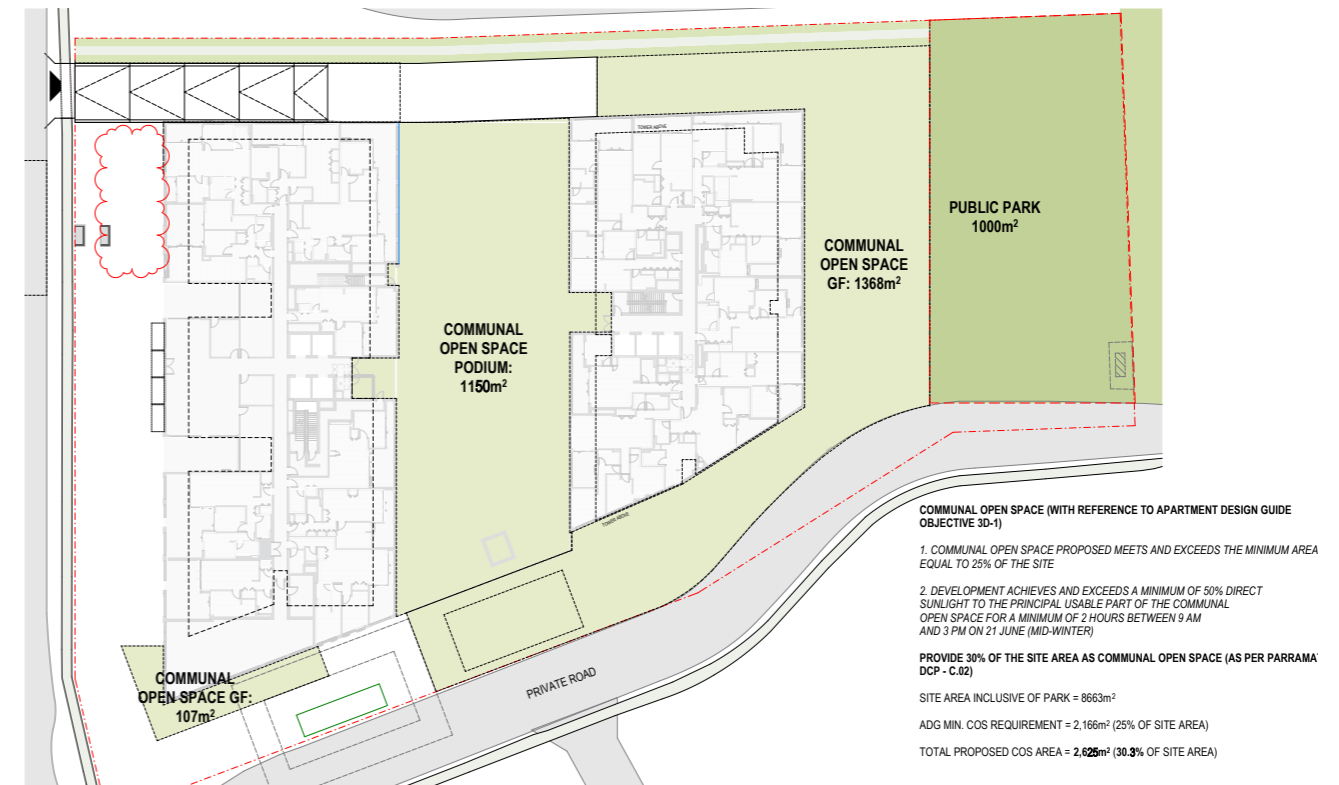 TOWER ABOVE
PUBLIC PARK
1000m²
COMMUNAL
OPEN SPACE
GF: 1368m²
COMMUNAL
OPEN SPACE
PODIUM:
1150m²
TOWER ABOVE
COMMUNAL
OPEN SPACE GF:
107m²
PRIVATE ROAD
COMMUNAL OPEN SPACE (WITH REFERENCE TO APARTMENT DESIGN GUIDE
OBJECTIVE 3D-1)
1. COMMUNAL OPEN SPACE PROPOSED MEETS AND EXCEEDS THE MINIMUM AREA
EQUAL TO 25% OF THE SITE
2. DEVELOPMENT ACHIEVES AND EXCEEDS A MINIMUM OF 50% DIRECT
SUNLIGHT TO THE PRINCIPAL USABLE PART OF THE COMMUNAL
OPEN SPACE FOR A MINIMUM OF 2 HOURS BETWEEN 9 AM
AND 3 PM ON 21 JUNE (MID-WINTER)
PROVIDE 30% OF THE SITE AREA AS COMMUNAL OPEN SPACE (AS PER PARRAMA
DCP - C.02)
SITE AREA INCLUSIVE OF PARK = 8663m²
ADG MIN. COS REQUIREMENT = 2,166m² (25% OF SITE AREA)
TOTAL PROPOSED COS AREA = 2,625m² (30.3% OF SITE AREA)